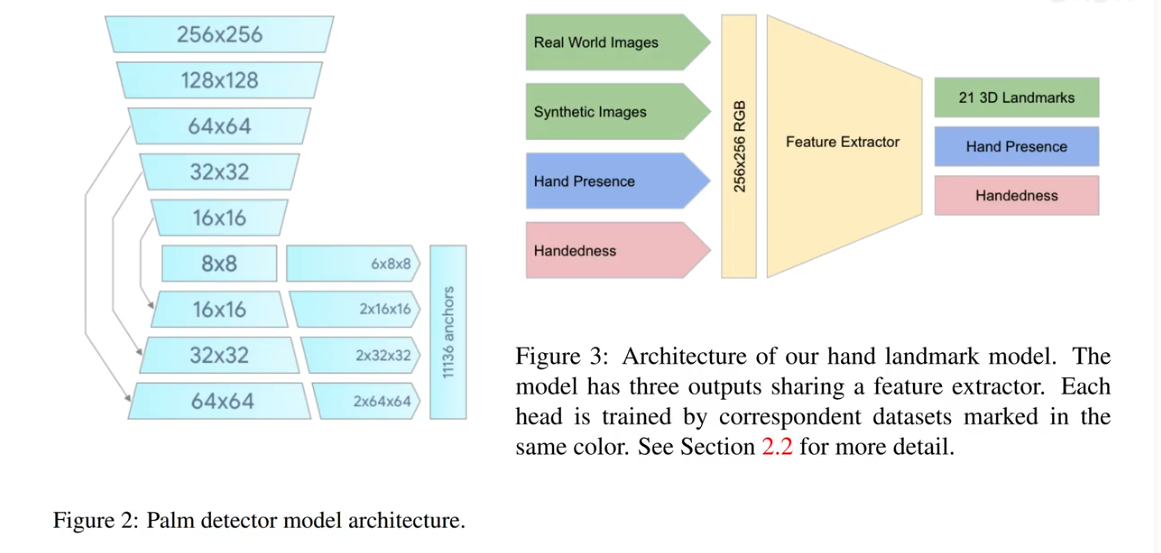 256x256
128x128
64x64
32x32
16x16
8x8
6x8x8
16x16
2x16x16
32x32
2x32x32
64x64
2x64x64
11136 anchors
Figure 2: Palm detector model architecture.
Real World Images
Synthetic Images
Hand Presence
Handedness
256x256 RGB
Feature Extractor
21 3D Landmarks
Hand Presence
Handedness
Figure 3: Architecture of our hand landmark model. The
model has three outputs sharing a feature extractor. Each
head is trained by correspondent datasets marked in the
same color. See Section 2.2 for more detail.